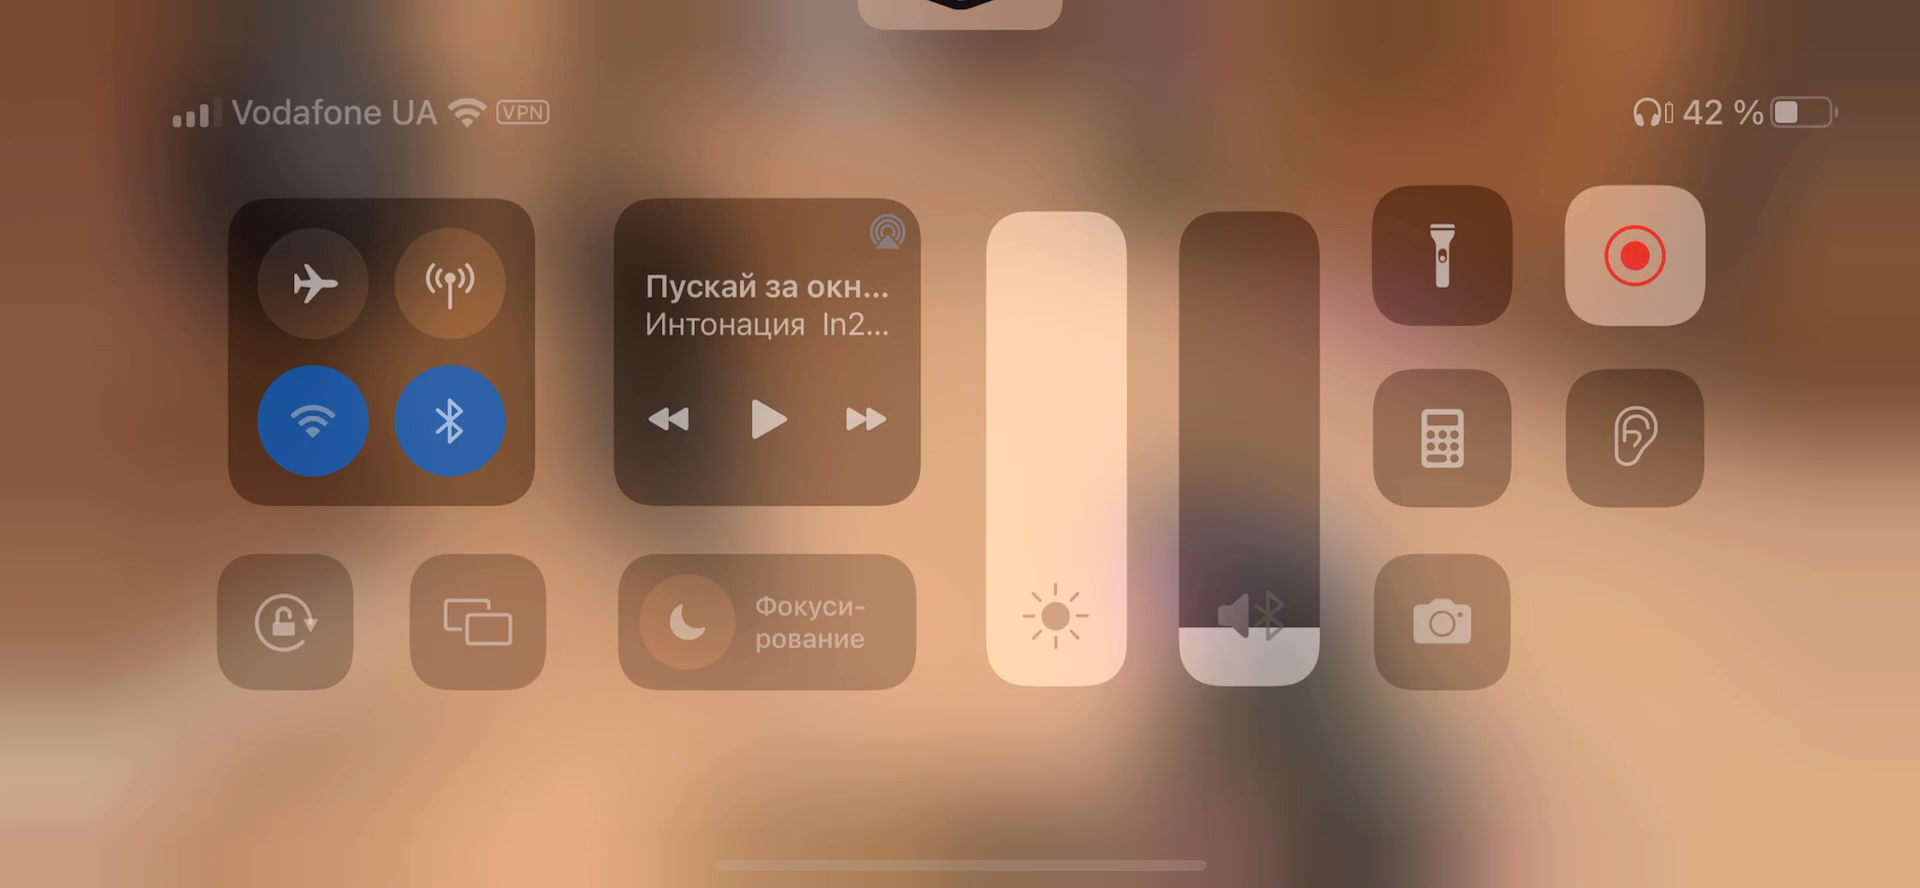 Vodafone UA VPN
42 %
Пускай за окн...
Интонация In2...
Фокуси-
рование